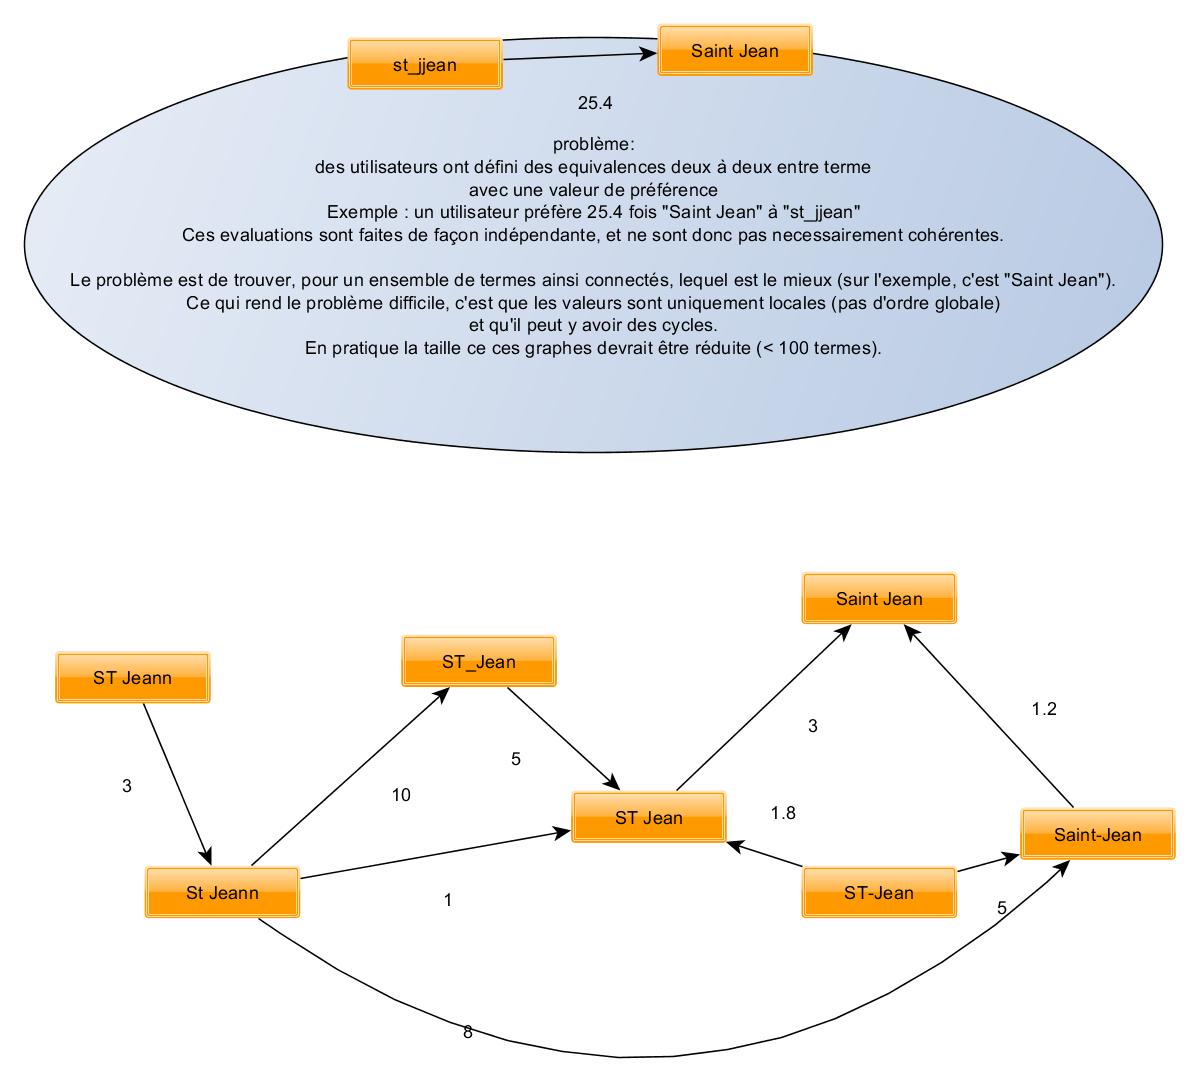 st_jjean
Saint Jean
25.4
problème:
des utilisateurs ont défini des equivalences deux à deux entre terme
avec une valeur de préférence
Exemple : un utilisateur préfère 25.4 fois "Saint Jean" à "st_jjean"
Ces evaluations sont faites de façon indépendante, et ne sont donc pas necessairement cohérentes.
Le problème est de trouver, pour un ensemble de termes ainsi connectés, lequel est le mieux (sur l'exemple, c'est "Saint Jean").
Ce qui rend le problème difficile, c'est que les valeurs sont uniquement locales (pas d'ordre globale)
et qu'il peut y avoir des cycles.
En pratique la taille ce ces graphes devrait être réduite (< 100 termes).
Saint Jean
ST_Jean
ST Jeann
1.2
3
5
3
10
1.8
ST Jean
Saint-Jean
St Jeann
ST-Jean
1
5
8